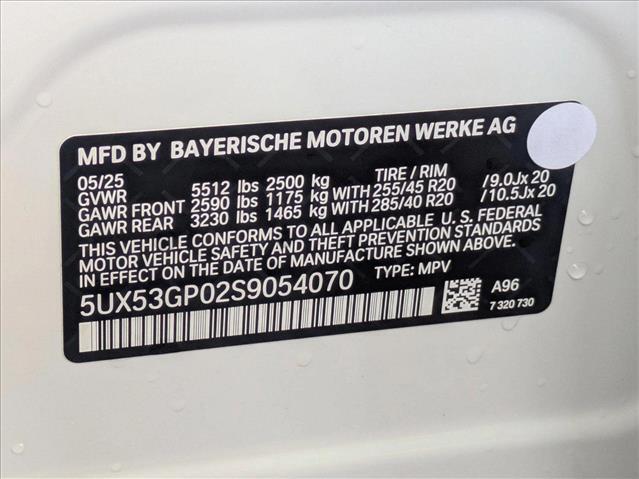 MFD BY BAYERISCHE MOTOREN WERKE AG
05/25 TIRE / RIM
GVWR 5512 lbs 2500 kg
GAWR FRONT 2590 lbs 1175 kg WITH 255/45 R20 /9.0Jx 20
GAWR REAR 3230 lbs 1465 kg WITH 285/40 R20 /10.5Jx 20
THIS VEHICLE CONFORMS TO ALL APPLICABLE U. S. FEDERAL
MOTOR VEHICLE SAFETY AND THEFT PREVENTION STANDARDS
IN EFFECT ON THE DATE OF MANUFACTURE SHOWN ABOVE.
5UX53GP02S9054070 TYPE: MPV
A96
7 320 730